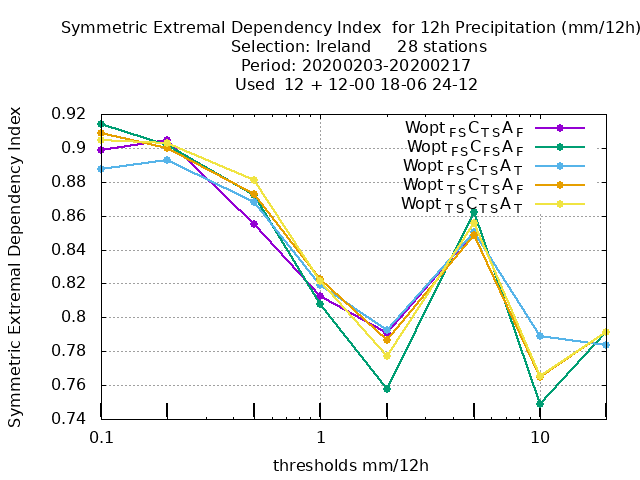 Symmetric Extremal Dependency Index  for 12h Precipitation (mm/12h)
Selection: Ireland     28 stations
Period: 20200203-20200217
Used  12 + 12-00 18-06 24-12
Symmetric Extremal Dependency Index
0.92
0.9
0.88
0.86
0.84
0.82
0.8
0.78
0.76
0.74
Wopt FS C TS A F
Wopt FS C FS A F
Wopt FS C TS A T
Wopt TS C TS A F
Wopt TS C TS A T
0.1
1
10
thresholds mm/12h